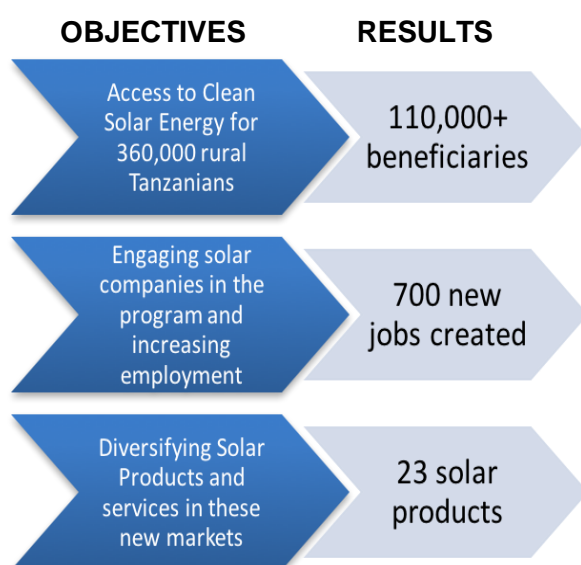 OBJECTIVES
RESULTS
Access to Clean
Solar Energy for
360,000 rural
Tanzanians
110,000+
beneficiaries
Engaging solar
companies in the
program and
increasing
employment
700 new
jobs created
Diversifying Solar
Products and
services in these
new markets
23 solar
products